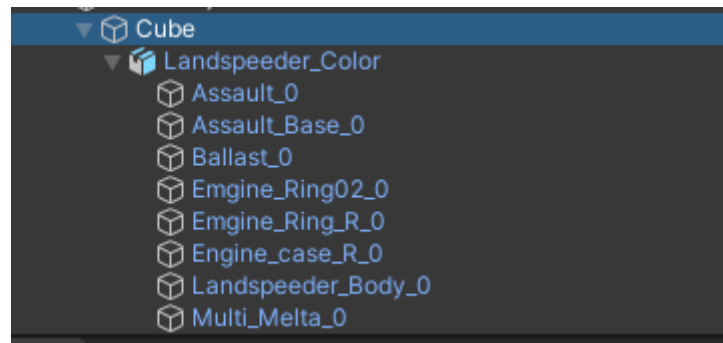 Cube
Landspeeder_Color
Assault_0
Assault_Base_0
Ballast_0
Emgine_Ring02_0
Emgine_Ring_R_0
Engine_case_R_0
Landspeeder_Body_0
Multi_Melta_0